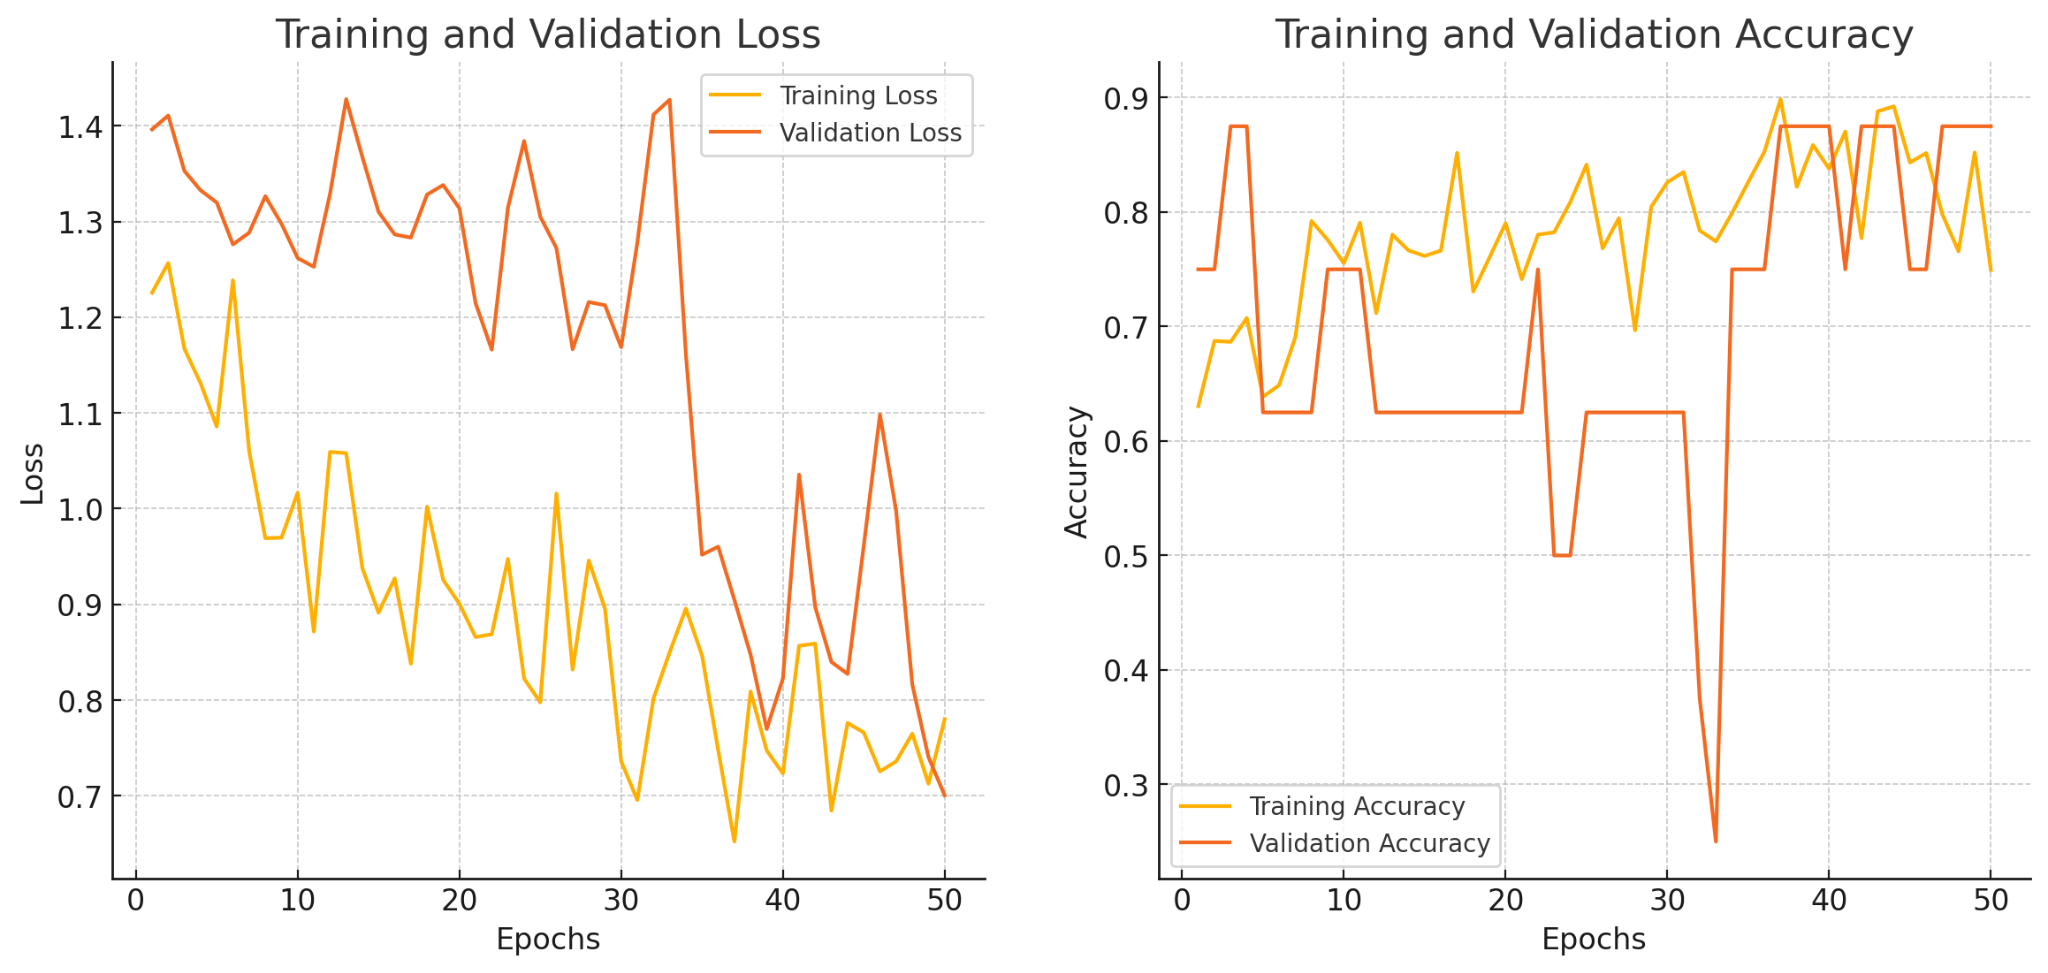 Training and Validation Loss
Training Loss
Validation Loss
1.4
1.3
1.2
1.1
1.0
0.9
0.8
0.7
Loss
0 10 20 30 40 50
Epochs
Training and Validation Accuracy
0.9
0.8
0.7
0.6
0.5
0.4
0.3
Accuracy
Training Accuracy
Validation Accuracy
0 10 20 30 40 50
Epochs